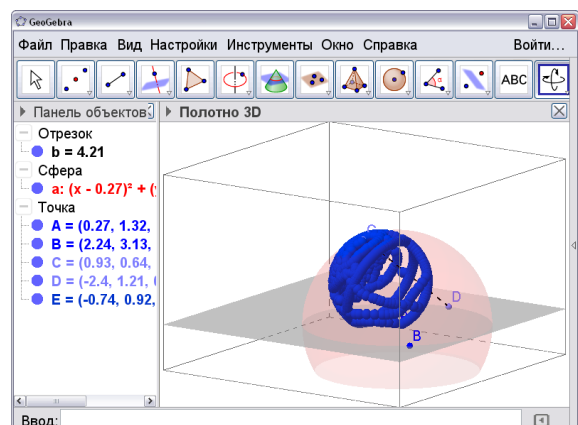 GeoGebra
Файл Правка Вид Настройки Инструменты Окно Справка Войти...
ABC
Панель объектов
Полотно 3D
Отрезок
b = 4.21
Сфера
a: (x - 0.27)² + (
Точка
A = (0.27, 1.32,
B = (2.24, 3.13,
C = (0.93, 0.64,
D = (-2.4, 1.21,
E = (-0.74, 0.92,
C
D
B
Ввод: